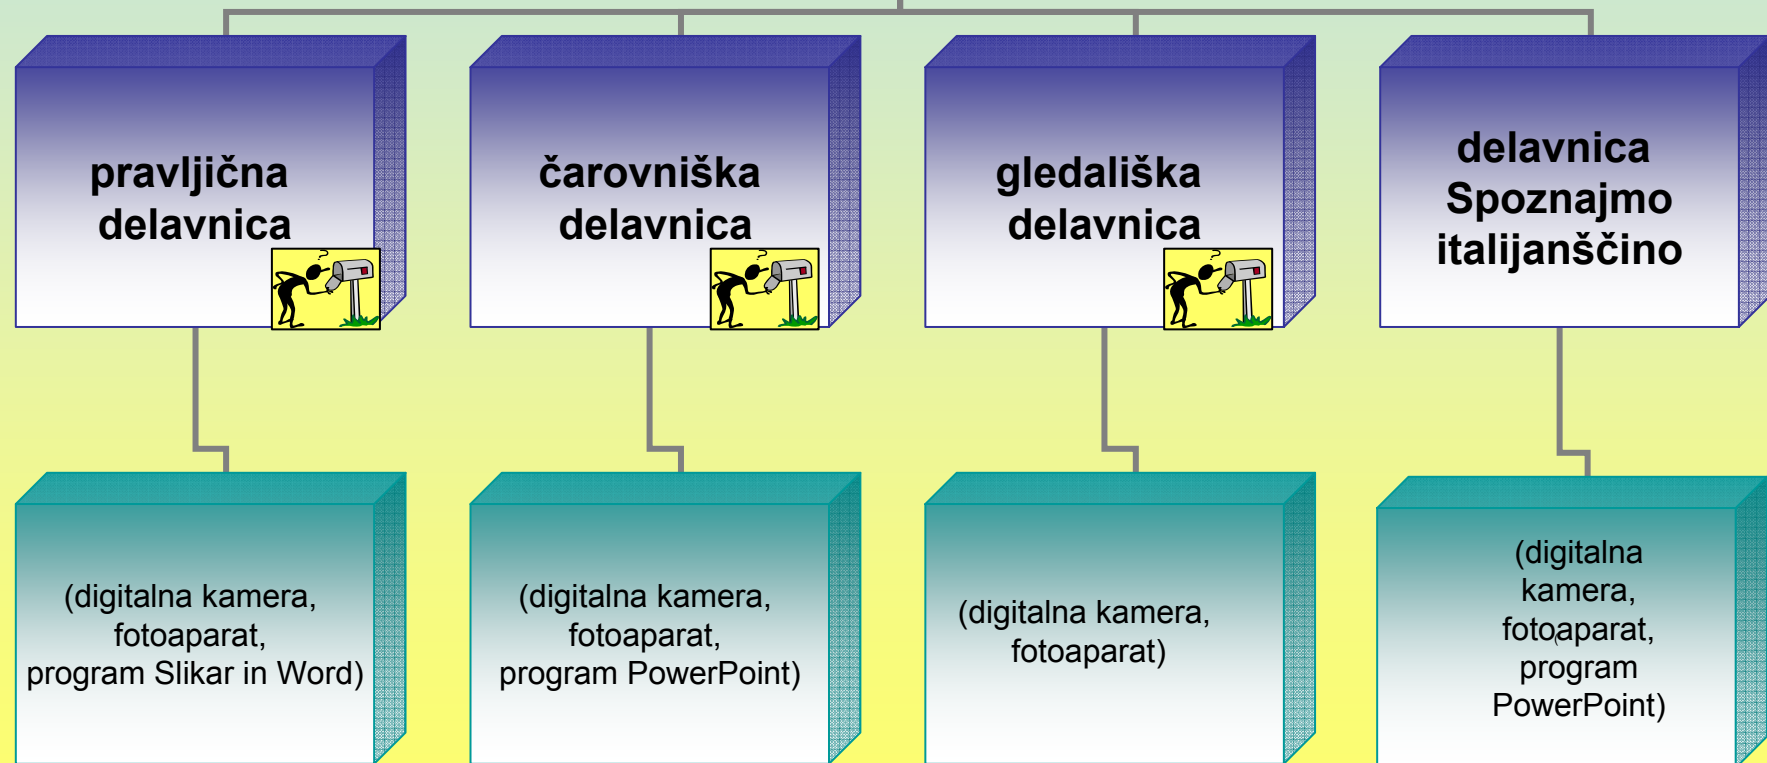 pravljična
delavnica
čarovniška
delavnica
gledališka
delavnica
delavnica
Spoznajmo
italijanščino
(digitalna kamera,
fotoaparat,
program Slikar in Word)
(digitalna kamera,
fotoaparat,
program PowerPoint)
(digitalna kamera,
fotoaparat)
(digitalna
kamera,
fotoaparat,
program
PowerPoint)